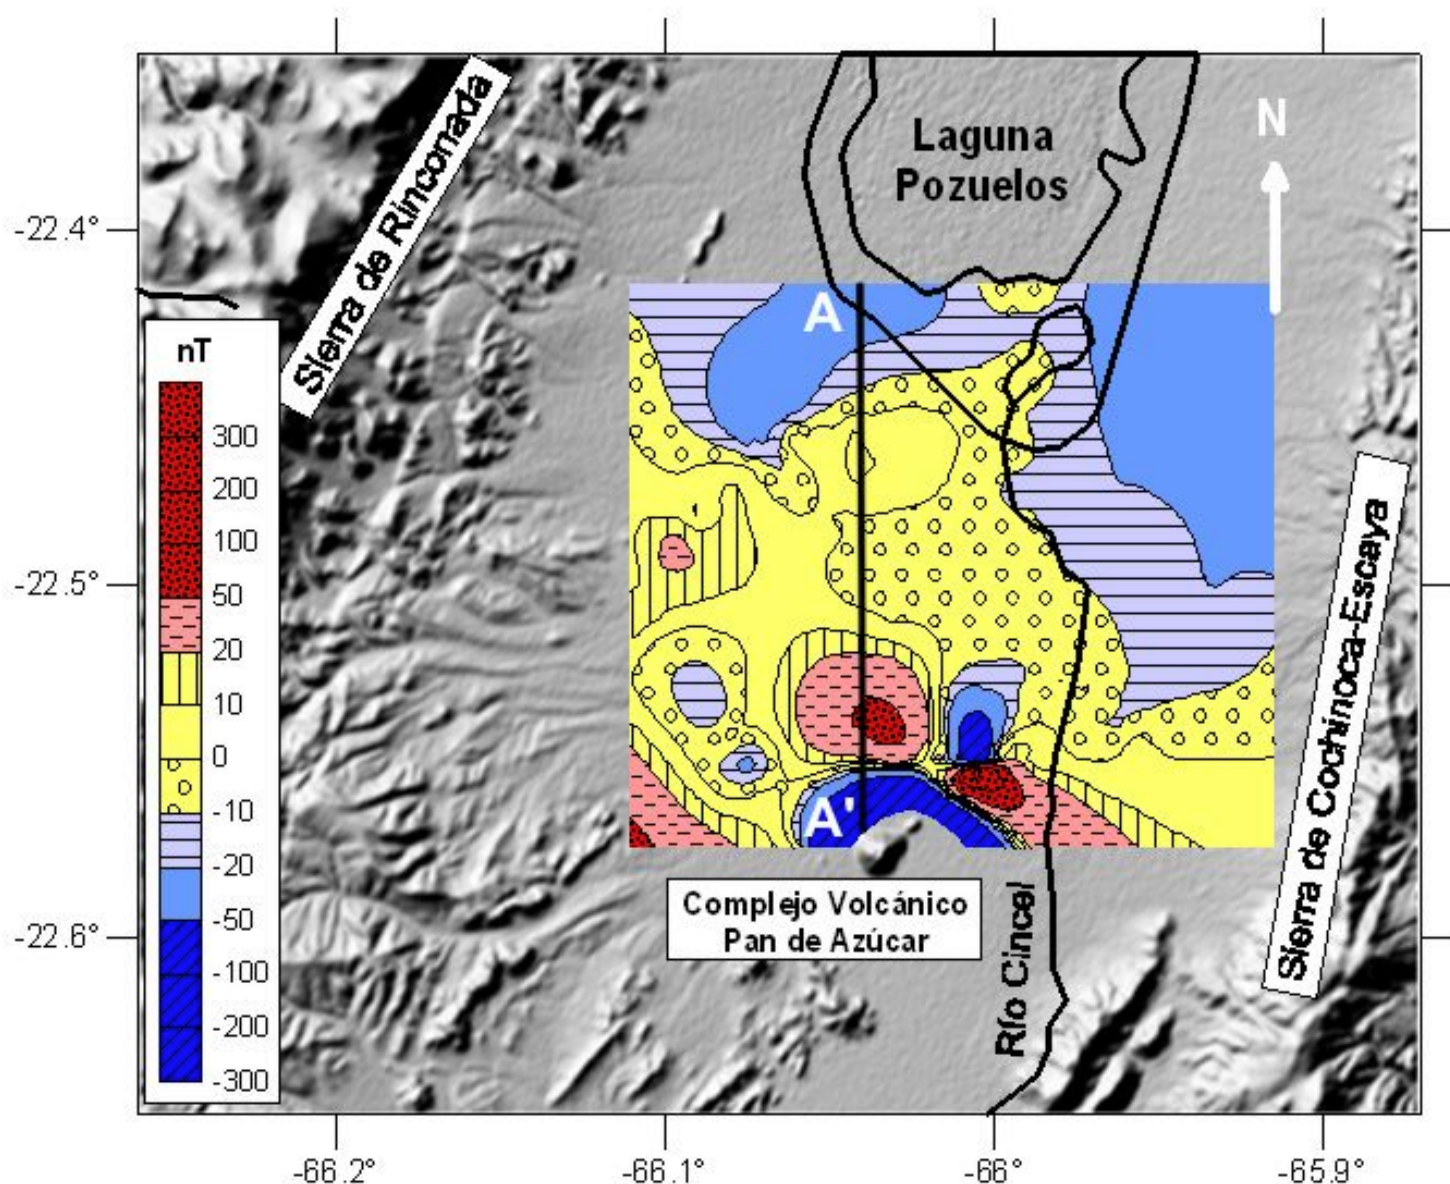 Sierra de Rinconada
Laguna
Pozuelos
N
-22.4°
nT
300
200
100
50
20
10
0
-10
-20
-50
-100
-200
-300
A
A'
-22.5°
Sierra de Cochinoca-Escaya
Complejo Volcánico
Pan de Azúcar
-22.6°
Río Cincel
-66.2°
-66.1°
-66°
-65.9°